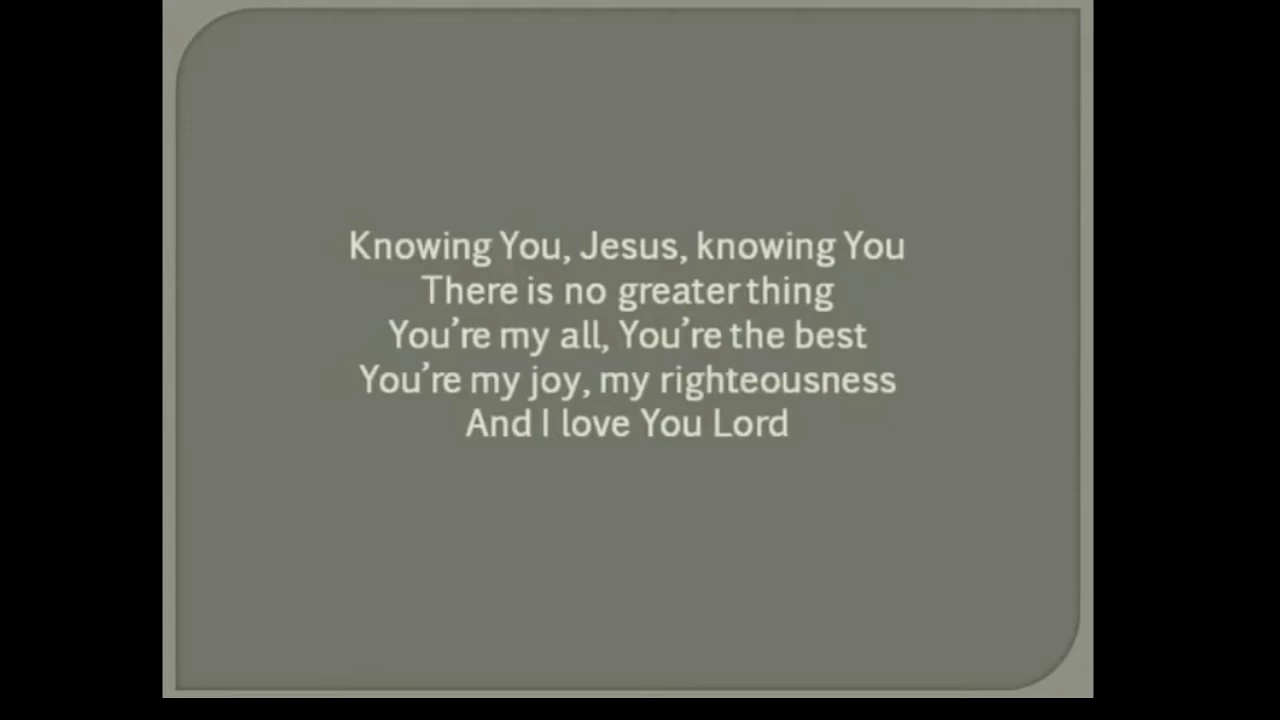 Knowing You, Jesus, knowing You
There is no greater thing
You’re my all, You’re the best
You’re my joy, my righteousness
And I love You Lord